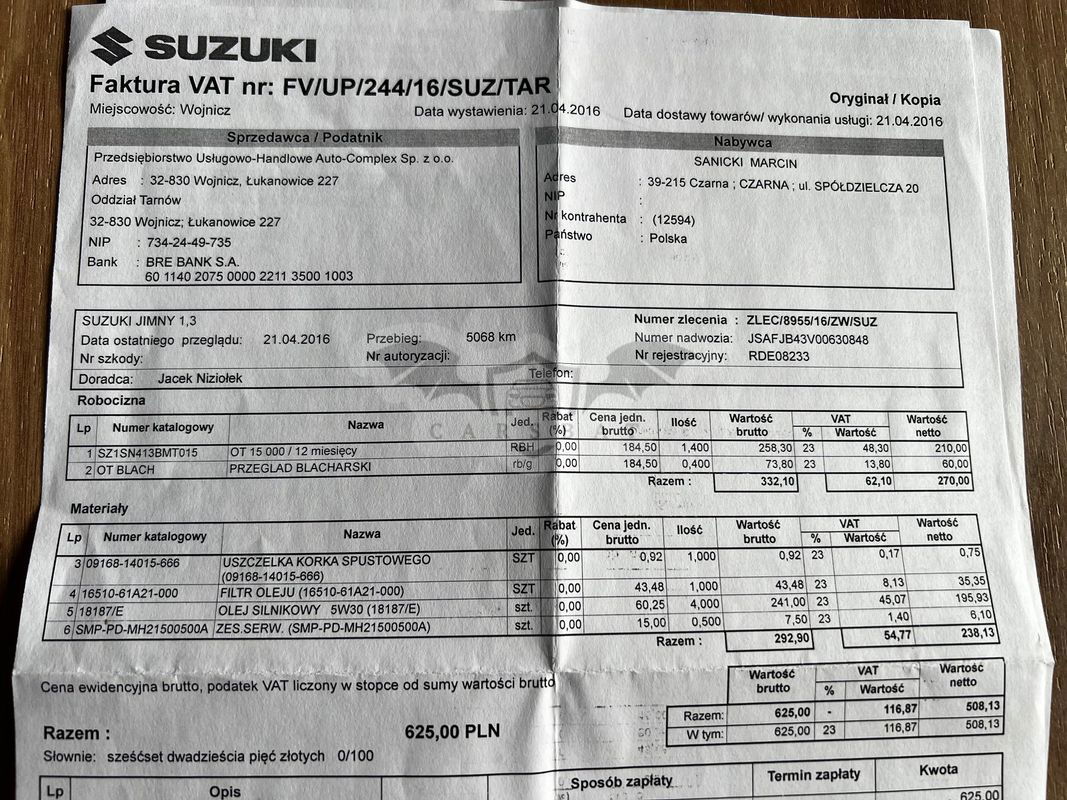 SUZUKI
Faktura VAT nr: FV/UP/244/16/SUZ/TAR
Oryginał / Kopia
Miejscowość: Wojnicz Data wystawienia: 21.04.2016 Data dostawy towarów/ wykonania usługi: 21.04.2016
Sprzedawca / Podatnik
Przedsiębiorstwo Usługowo-Handlowe Auto-Complex Sp. z o.o.
Adres : 32-830 Wojnicz, Łukanowice 227
Oddział Tarnów
32-830 Wojnicz; Łukanowice 227
NIP : 734-24-49-735
Bank : BRE BANK S.A.
60 1140 2075 0000 2211 3500 1003
Nabywca
SANICKI MARCIN
Adres : 39-215 Czarna ; CZARNA ; ul. SPÓŁDZIELCZA 20
NIP :
Nr kontrahenta : (12594)
Państwo : Polska
SUZUKI JIMNY 1,3 Numer zlecenia : ZLEC/8955/16/ZW/SUZ
Data ostatniego przeglądu: 21.04.2016 Przebieg: 5068 km Numer nadwozia: JSAFJB43V00630848
Nr szkody: Nr autoryzacji: Nr rejestracyjny: RDE08233
Doradca: Jacek Niziołek Telefon:
Robocizna
Lp Numer katalogowy Nazwa Jed. Rabat (%) Cena jedn. brutto Ilość Wartość brutto VAT % Wartość Wartość netto
1 SZ1SN413BMT015 OT 15 000 / 12 miesięcy RBH 0,00 184,50 1,400 258,30 23 48,30 210,00
2 OT BLACH PRZEGLAD BLACHARSKI rb/g 0,00 184,50 0,400 73,80 23 13,80 60,00
Razem : 332,10 62,10 270,00
Materiały
Lp Numer katalogowy Nazwa Jed. Rabat (%) Cena jedn. brutto Ilość Wartość brutto VAT % Wartość Wartość netto
3 09168-14015-666 USZCZELKA KORKA SPUSTOWEGO SZT 0,00 0,92 1,000 0,92 23 0,17 0,75
(09168-14015-666)
4 16510-61A21-000 FILTR OLEJU (16510-61A21-000) SZT 0,00 43,48 1,000 43,48 23 8,13 35,35
5 18187/E OLEJ SILNIKOWY 5W30 (18187/E) szt. 0,00 60,25 4,000 241,00 23 45,07 195,93
6 SMP-PD-MH21500500A ZES.SERW. (SMP-PD-MH21500500A) szt. 0,00 15,00 0,500 7,50 23 1,40 6,10
Razem : 292,90 54,77 238,13
Cena ewidencyjna brutto, podatek VAT liczony w stopce od sumy wartości brutto
Wartość brutto VAT % Wartość Wartość netto
Razem: 625,00 - 116,87 508,13
W tym: 625,00 23 116,87 508,13
Razem : 625,00 PLN
Słownie: sześćset dwadzieścia pięć złotych 0/100
Lp Opis Sposób zapłaty Termin zapłaty Kwota
625,00